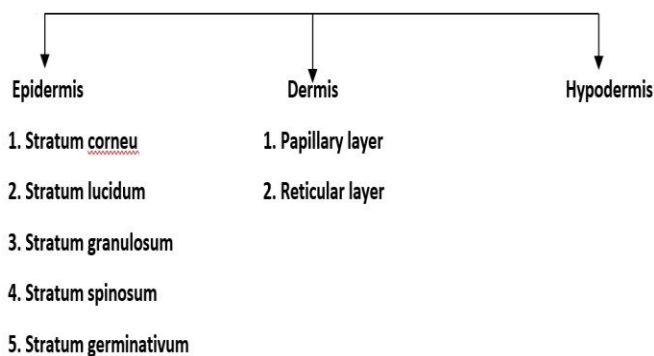 Epidermis
Dermis
Hypodermis
1. Stratum corneu
1. Papillary layer
2. Stratum lucidum
2. Reticular layer
3. Stratum granulosum
4. Stratum spinosum
5. Stratum germinativum